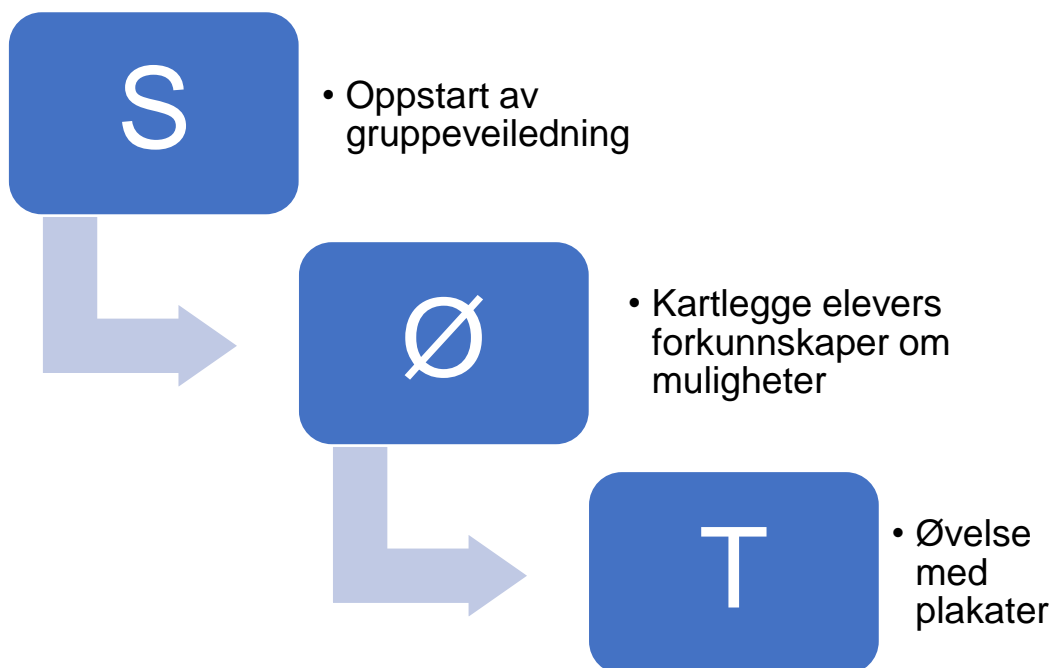 S
• Oppstart av
gruppeveiledning
Ø
• Kartlegge elevers
forkunnskaper om
muligheter
T
• Øvelse
med
plakater